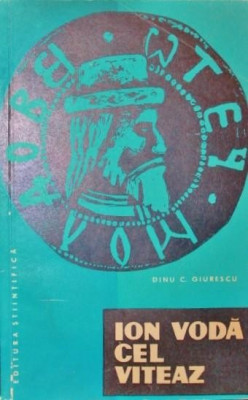 DINU C. GIURESCU
ION VODĂ
CEL
VITEAZ
EDITURA ȘTIINȚIFICĂ